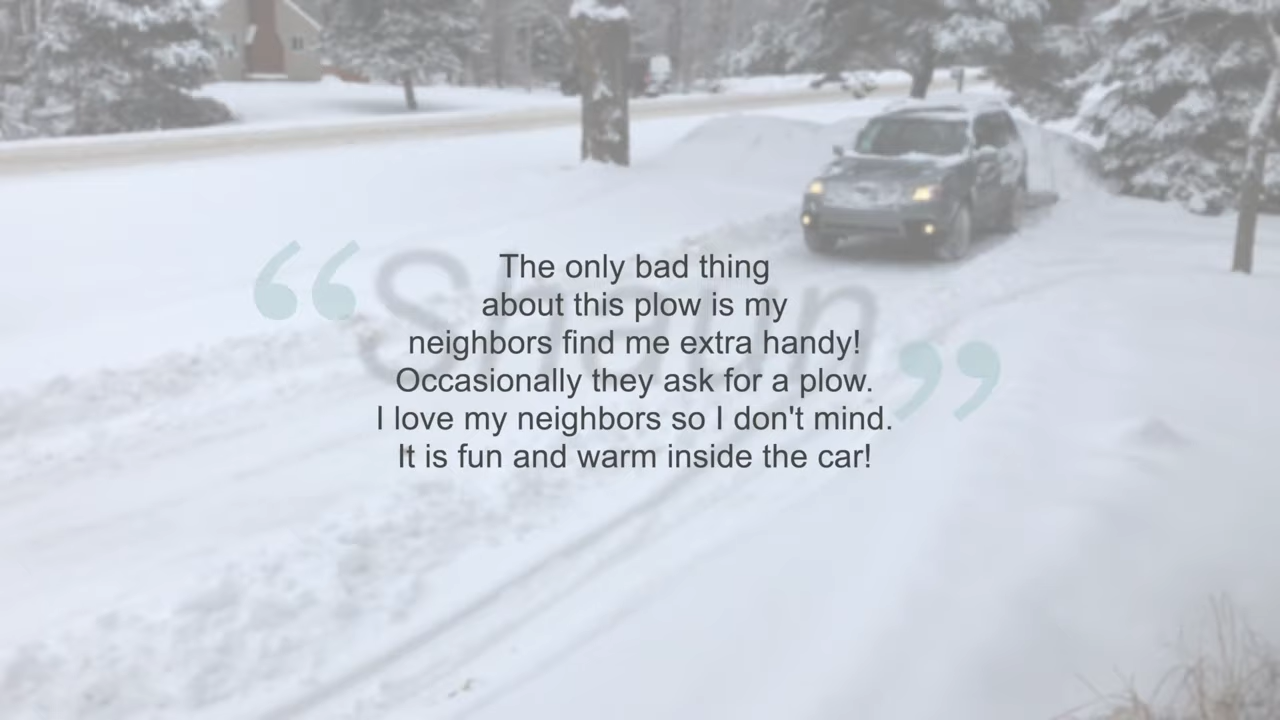 The only bad thing
about this plow is my
neighbors find me extra handy!
Occasionally they ask for a plow.
I love my neighbors so I don't mind.
It is fun and warm inside the car!
Shaun